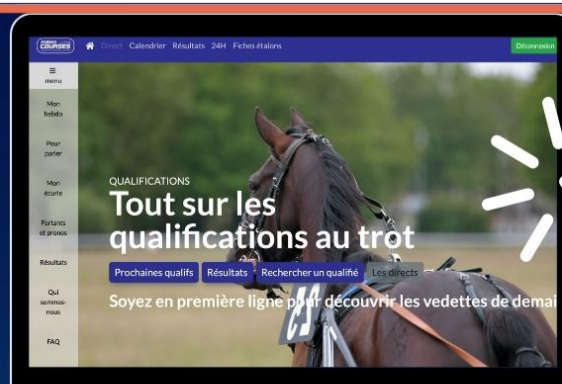 COURSES
Direct Calendrier Résultats 24H Fiches étalons
Déconnexion
menu
Mon
hebdo
Pour
parier
Mon
écurie
Partants
et pronos
Résultats
Qui
sommes-
nous
FAQ
QUALIFICATIONS
Tout sur les
qualifications au trot
Prochaines qualifs Résultats Rechercher un qualifié Les directs
Soyez en première ligne pour découvrir les vedettes de demai